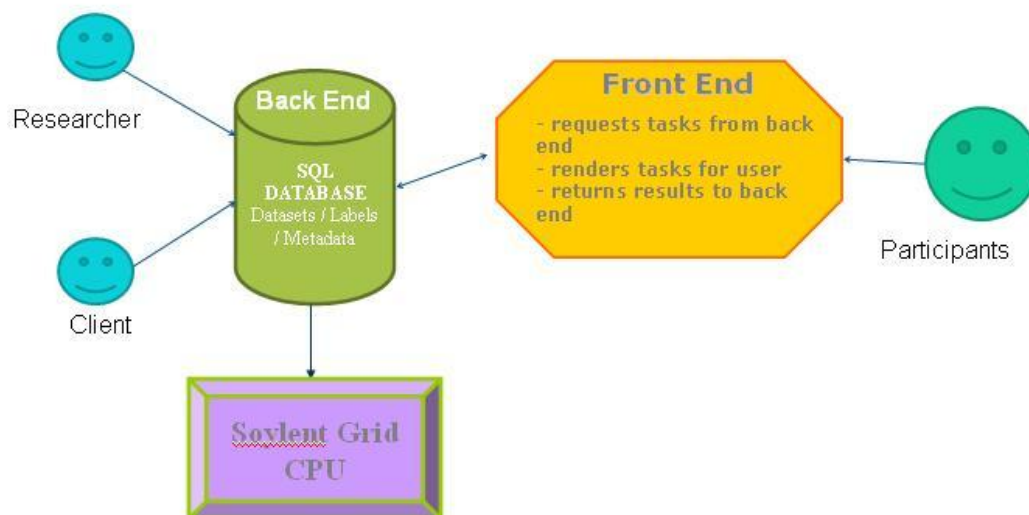 Researcher
Client
Back End
SQL
DATABASE
Datasets / Labels
/ Metadata
Soylent Grid
CPU
Front End
- requests tasks from back
end
- renders tasks for user
- returns results to back
end
Participants